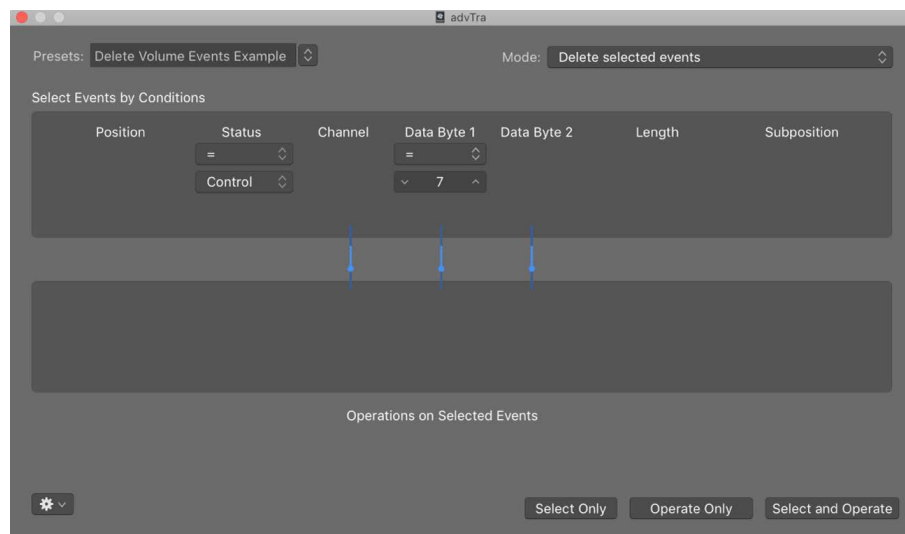 advTra
Presets: Delete Volume Events Example Mode: Delete selected events
Select Events by Conditions
Position Status Channel Data Byte 1 Data Byte 2 Length Subposition
= =
Control 7
Operations on Selected Events
Select Only Operate Only Select and Operate